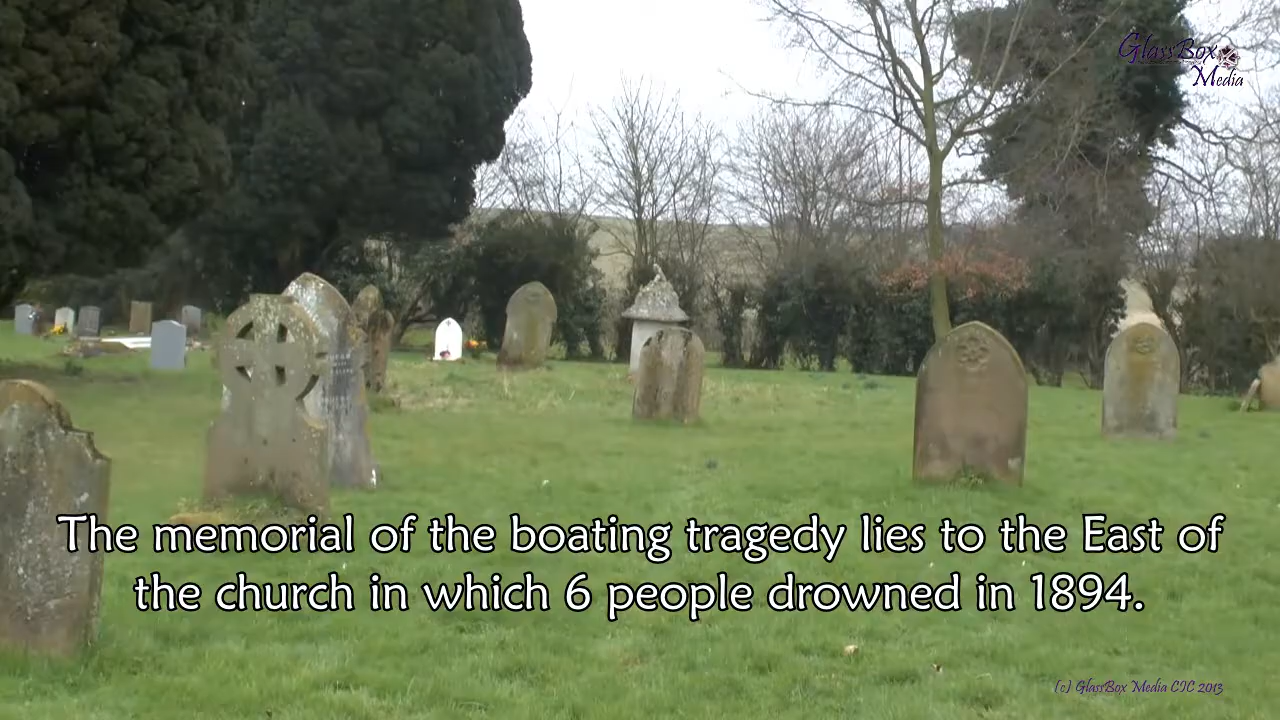 GlassBox
Media
The memorial of the boating tragedy lies to the East of
the church in which 6 people drowned in 1894.
(c) GlassBox Media CIC 2013